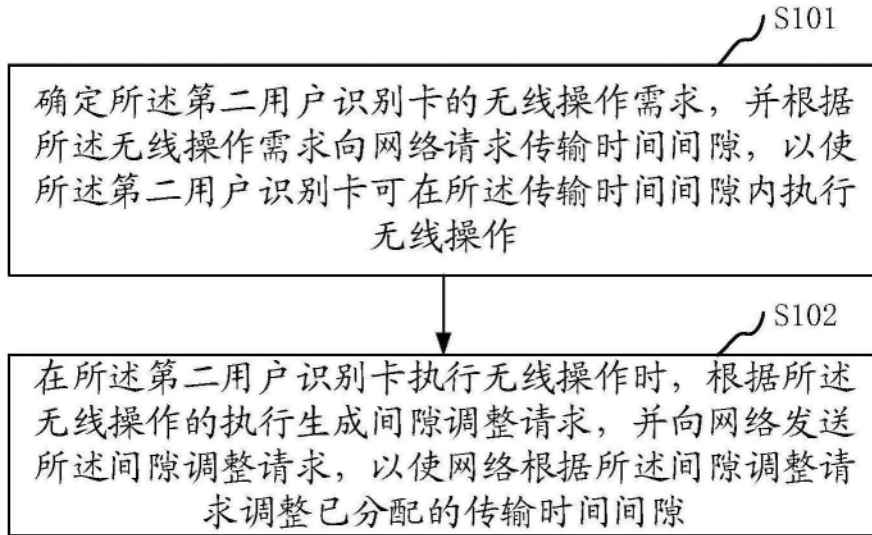 S101
确定所述第二用户识别卡的无线操作需求，并根据
所述无线操作需求向网络请求传输时间间隙，以使
所述第二用户识别卡可在所述传输时间间隙内执行
无线操作
S102
在所述第二用户识别卡执行无线操作时，根据所述
无线操作的执行生成间隙调整请求，并向网络发送
所述间隙调整请求，以使网络根据所述间隙调整请
求调整已分配的传输时间间隙